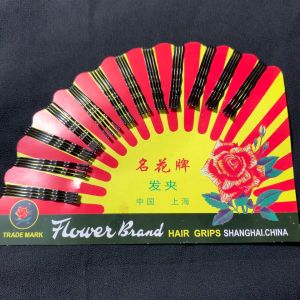 名花牌
发夹
中国 上海
TRADE MARK Flower Brand HAIR GRIPS SHANGHAI.CHINA